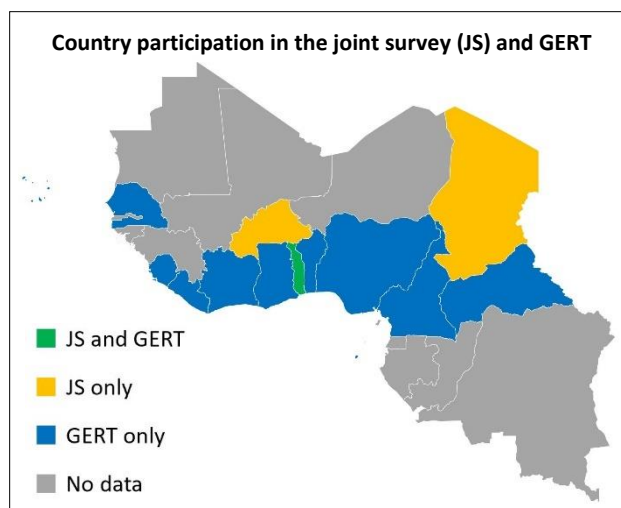 Country participation in the joint survey (JS) and GERT
JS and GERT
JS only
GERT only
No data